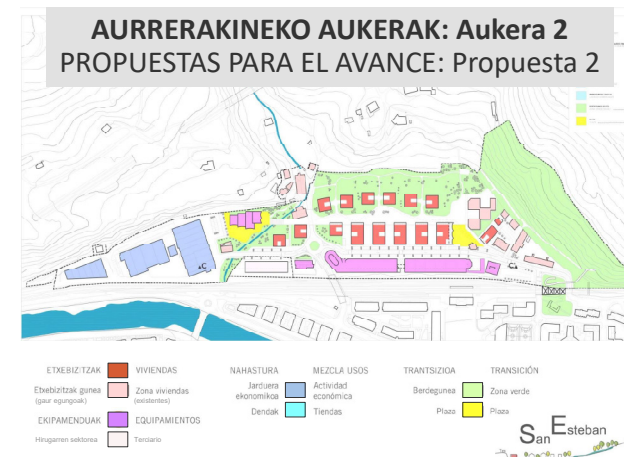 AURRERAKINEKO AUKERAK: Aukera 2
PROPUESTAS PARA EL AVANCE: Propuesta 2
ETXEBIZITZAK VIVIENDAS
Etxebizitzak gunea (gaur egungoak) Zona viviendas (existentes)
EKIPAMENDUAK EQUIPAMIENTOS
Hirugarren sektorea Terciario
NAHASTURA MEZCLA USOS
Jarduera ekonomikoa Actividad económica
Dendak Tiendas
TRANTSIZIOA TRANSICIÓN
Berdegunea Zona verde
Plaza Plaza
San Esteban